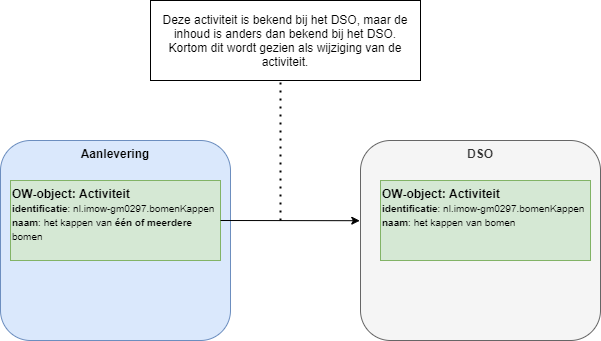 Deze activiteit is bekend bij het DSO, maar de
inhoud is anders dan bekend bij het DSO.
Kortom dit wordt gezien als wijziging van de
activiteit.
Aanlevering
OW-object: Activiteit
identificatie: nl.imow-gm0297.bomenKappen
naam: het kappen van één of meerdere
bomen
DSO
OW-object: Activiteit
identificatie: nl.imow-gm0297.bomenKappen
naam: het kappen van bomen